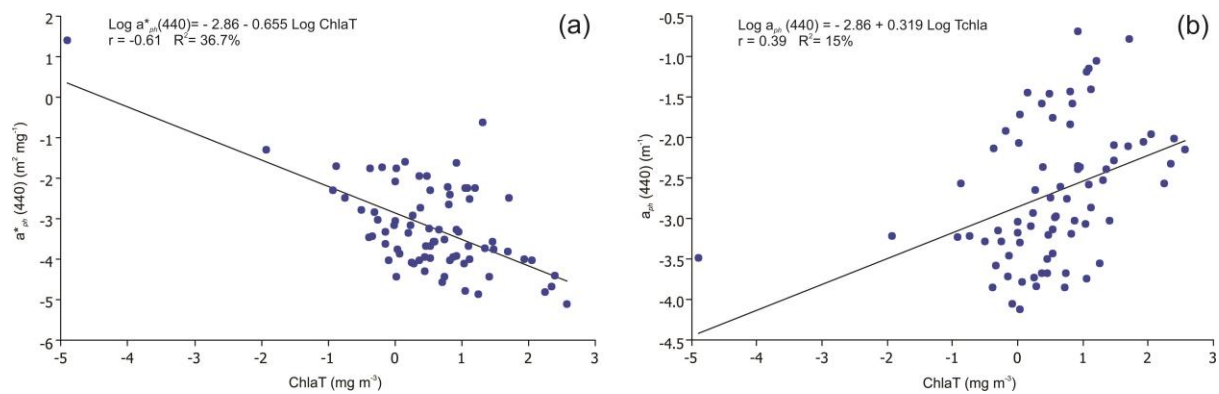 Log a*ph(440)= - 2.86 - 0.655 Log ChlaT
r = -0.61 R²= 36.7%
(a)
2
1
0
-1
-2
-3
-4
-5
-6
-5 -4 -3 -2 -1 0 1 2 3
a*ph (440) (m² mg⁻¹)
ChlaT (mg m⁻³)
Log aph (440) = - 2.86 + 0.319 Log Tchla
r = 0.39 R²= 15%
(b)
-0.5
-1.0
-1.5
-2.0
-2.5
-3.0
-3.5
-4.0
-4.5
-5 -4 -3 -2 -1 0 1 2 3
aph (440) (m⁻¹)
ChlaT (mg m⁻³)